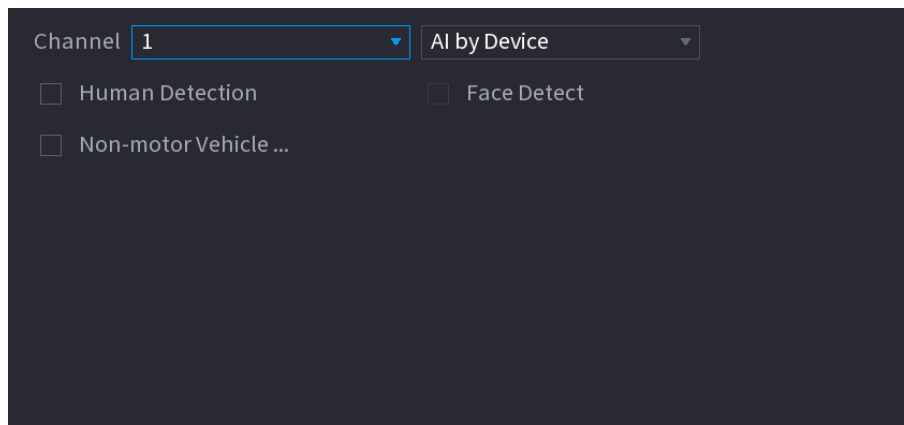 Channel 1 AI by Device
Human Detection Face Detect
Non-motor Vehicle ...